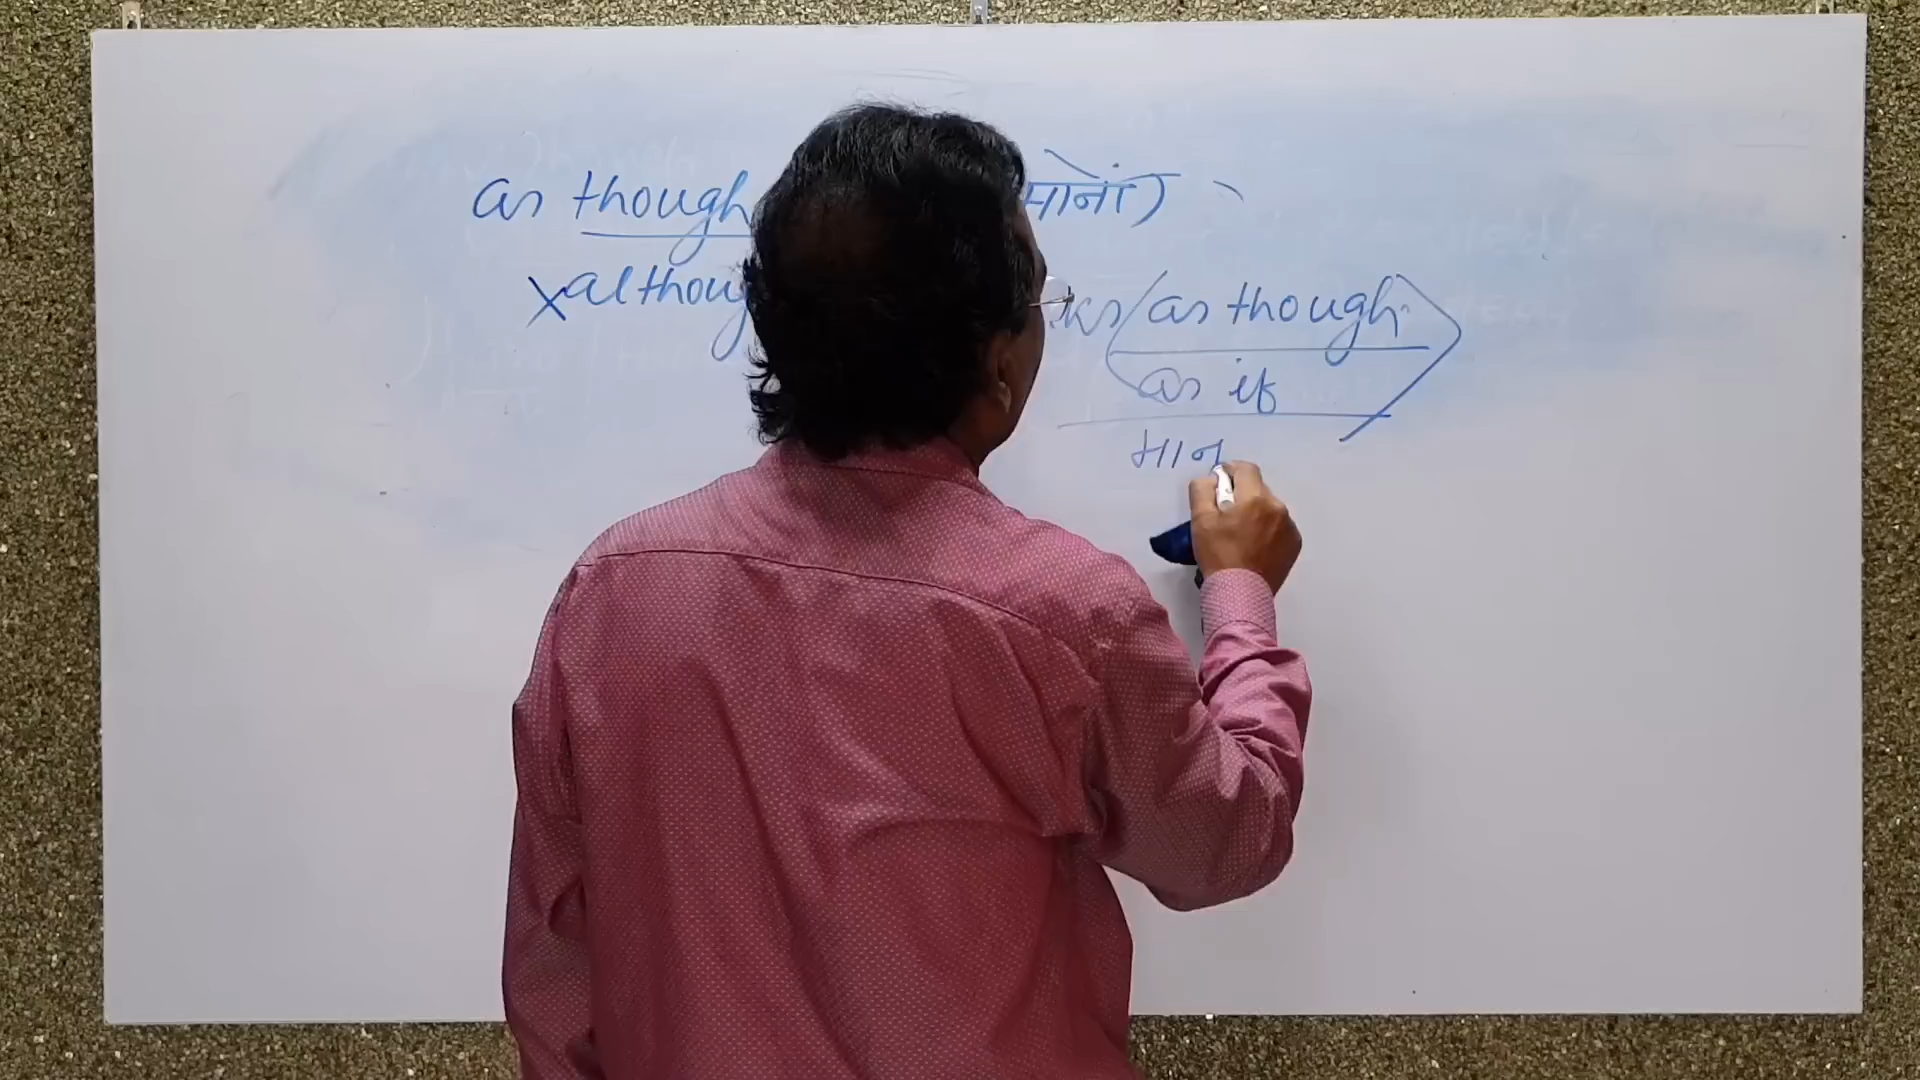 as though मानों)
X although
as though
as if
मान